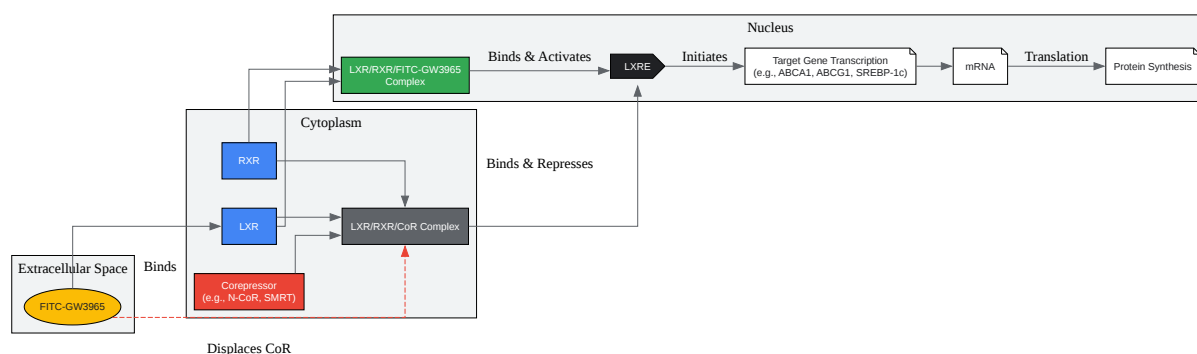 Nucleus
LXR/RXR/FITC-GW3965
Complex
Binds & Activates
LXRE
Initiates
Target Gene Transcription
(e.g., ABCA1, ABCG1, SREBP-1c)
mRNA
Translation
Protein Synthesis
Cytoplasm
RXR
Binds & Represses
LXR
LXR/RXR/CoR Complex
Extracellular Space
Binds
Corepressor
(e.g., N-CoR, SMRT)
FITC-GW3965
Displaces CoR